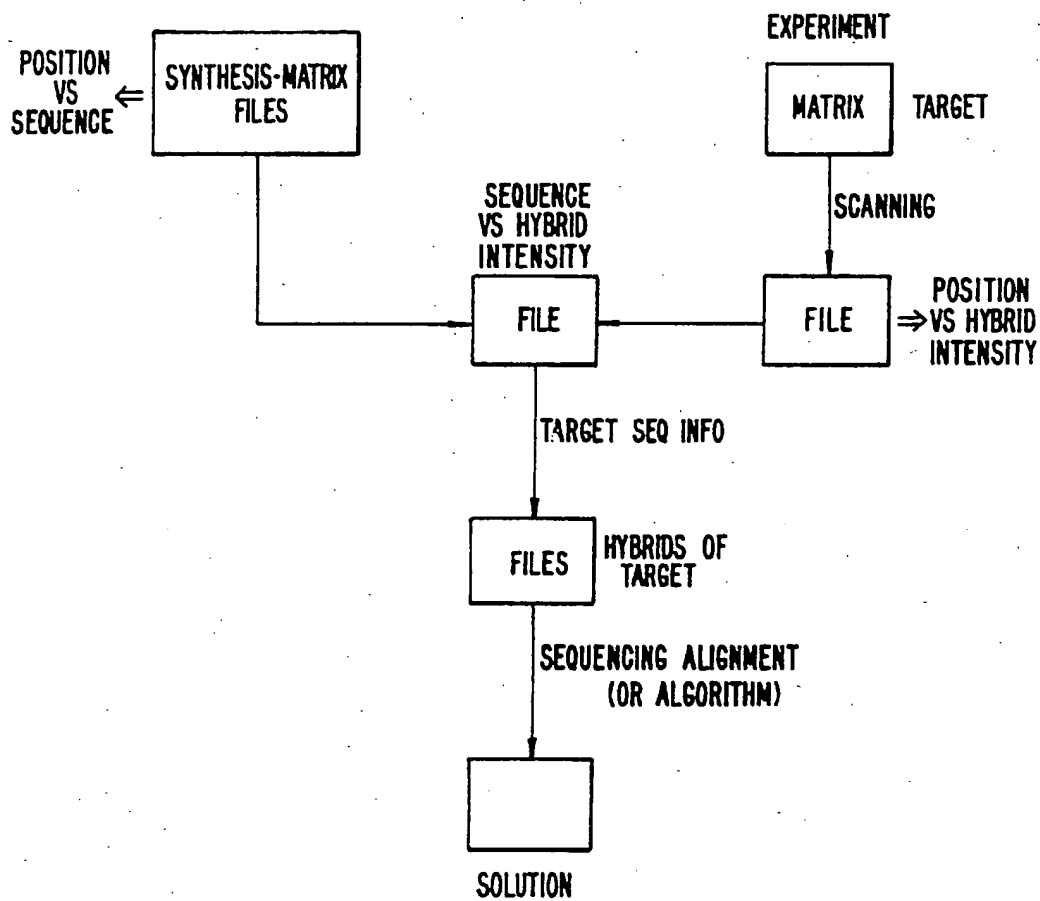 EXPERIMENT
POSITION
VS
SEQUENCE
⇐
SYNTHESIS-MATRIX
FILES
MATRIX
TARGET
SCANNING
SEQUENCE
VS HYBRID
INTENSITY
FILE
FILE
⇒
POSITION
VS HYBRID
INTENSITY
TARGET SEQ INFO
FILES
HYBRIDS OF
TARGET
SEQUENCING ALIGNMENT
(OR ALGORITHM)
SOLUTION